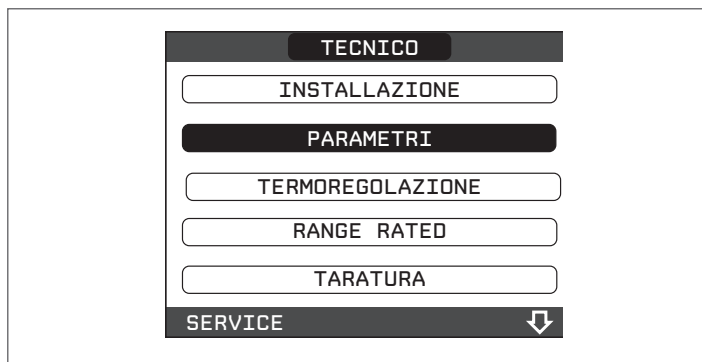 TECNICO
INSTALLAZIONE
PARAMETRI
TERMOREGOLAZIONE
RANGE RATED
TARATURA
SERVICE